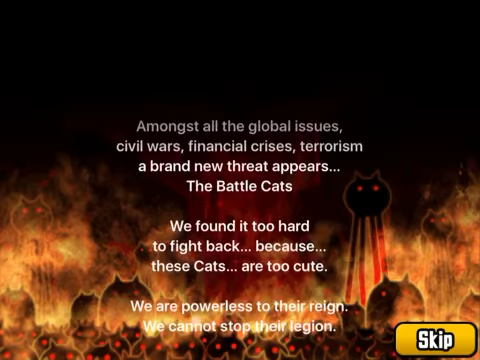 Amongst all the global issues,
civil wars, financial crises, terrorism
a brand new threat appears...
The Battle Cats
We found it too hard
to fight back... because...
these Cats... are too cute.
We are powerless to their reign.
We cannot stop their legion.
Skip